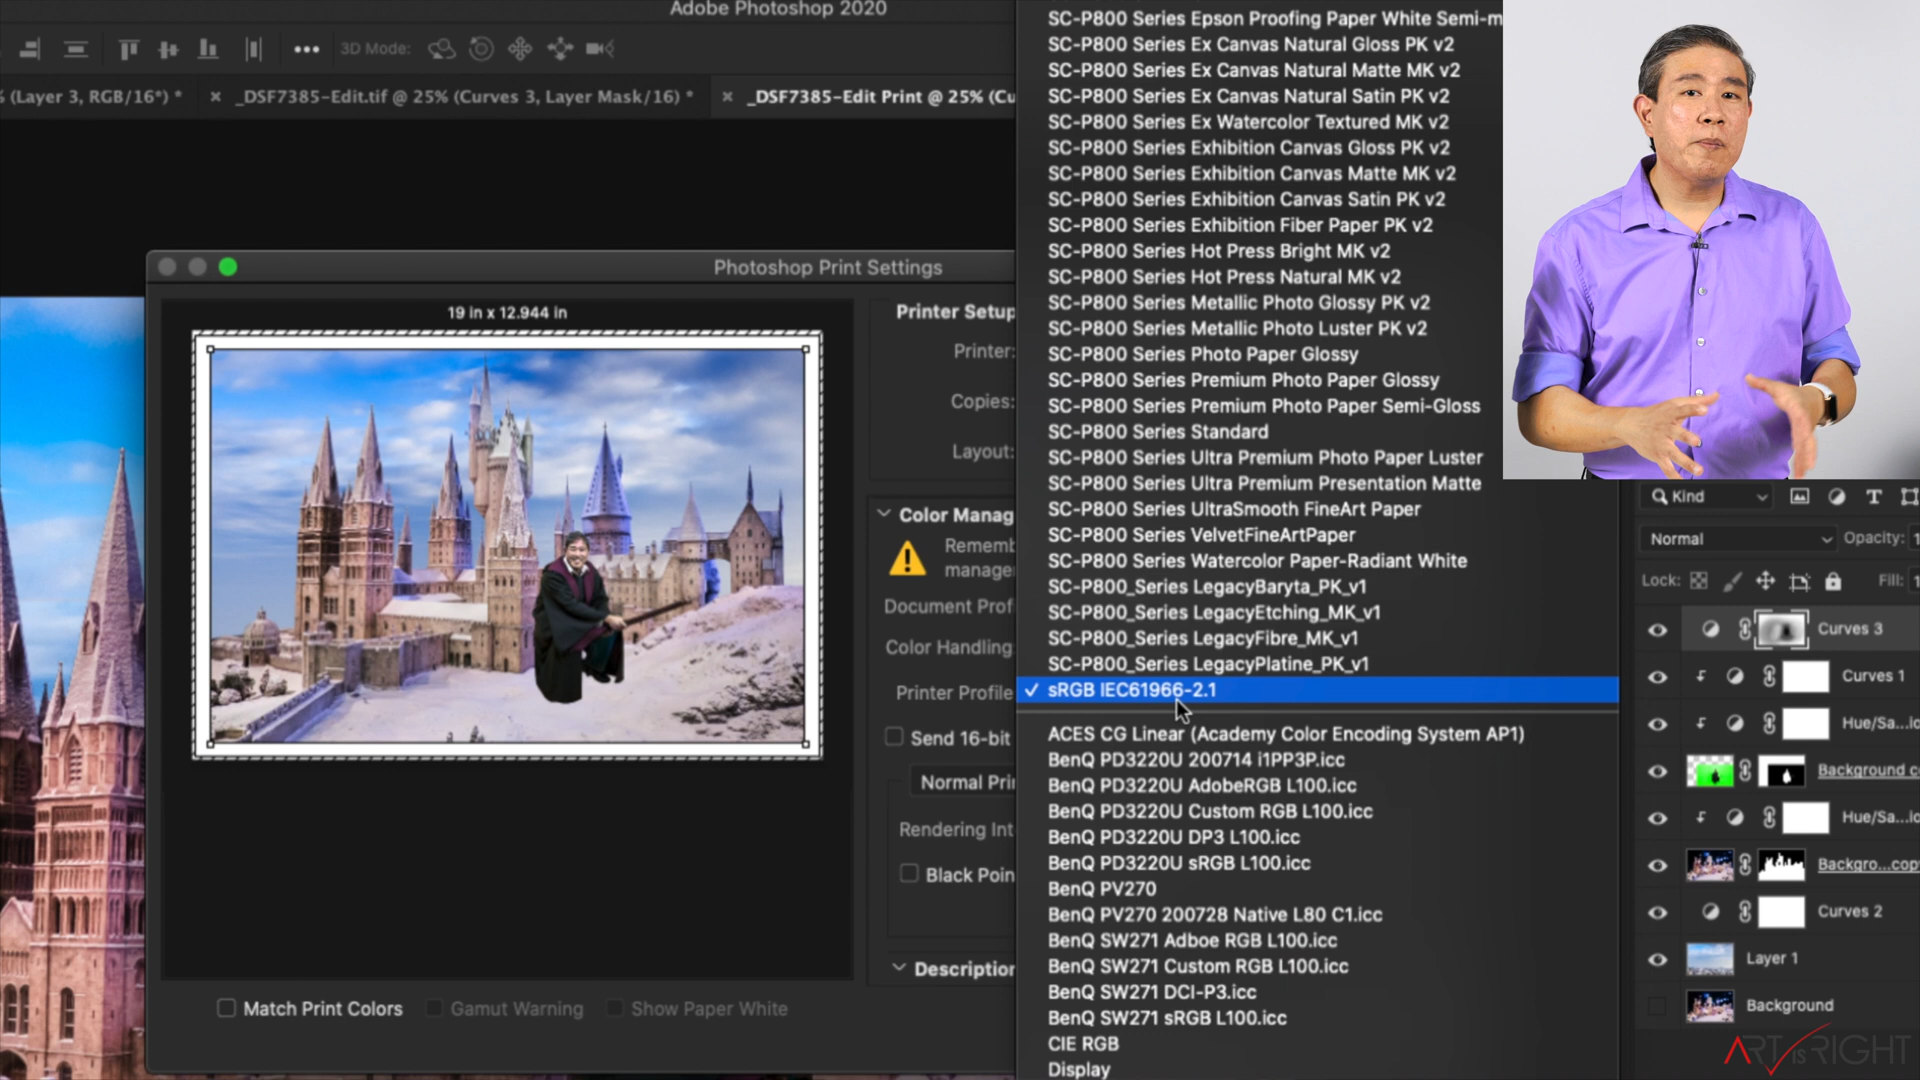 Adobe Photoshop 2020
3D Mode:
% (Layer 3, RGB/16*) *
× _DSF7385-Edit.tif @ 25% (Curves 3, Layer Mask/16) *
× _DSF7385-Edit Print @ 25% (Cu
Photoshop Print Settings
19 in x 12.944 in
Printer Setup
Printer:
Copies:
Layout:
Color Manag
Rememb
manage
Document Prof
Color Handling
Printer Profile
Send 16-bit
Normal Prin
Rendering Int
Black Poin
Description
Match Print Colors
Gamut Warning
Show Paper White
SC-P800 Series Epson Proofing Paper White Semi-m
SC-P800 Series Ex Canvas Natural Gloss PK v2
SC-P800 Series Ex Canvas Natural Matte MK v2
SC-P800 Series Ex Canvas Natural Satin PK v2
SC-P800 Series Ex Watercolor Textured MK v2
SC-P800 Series Exhibition Canvas Gloss PK v2
SC-P800 Series Exhibition Canvas Matte MK v2
SC-P800 Series Exhibition Canvas Satin PK v2
SC-P800 Series Exhibition Fiber Paper PK v2
SC-P800 Series Hot Press Bright MK v2
SC-P800 Series Hot Press Natural MK v2
SC-P800 Series Metallic Photo Glossy PK v2
SC-P800 Series Metallic Photo Luster PK v2
SC-P800 Series Photo Paper Glossy
SC-P800 Series Premium Photo Paper Glossy
SC-P800 Series Premium Photo Paper Semi-Gloss
SC-P800 Series Standard
SC-P800 Series Ultra Premium Photo Paper Luster
SC-P800 Series Ultra Premium Presentation Matte
SC-P800 Series UltraSmooth FineArt Paper
SC-P800 Series VelvetFineArtPaper
SC-P800 Series Watercolor Paper-Radiant White
SC-P800_Series LegacyBaryta_PK_v1
SC-P800_Series LegacyEtching_MK_v1
SC-P800_Series LegacyFibre_MK_v1
SC-P800_Series LegacyPlatine_PK_v1
✓ sRGB IEC61966-2.1
ACES CG Linear (Academy Color Encoding System AP1)
BenQ PD3220U 200714 i1PP3P.icc
BenQ PD3220U AdobeRGB L100.icc
BenQ PD3220U Custom RGB L100.icc
BenQ PD3220U DP3 L100.icc
BenQ PD3220U sRGB L100.icc
BenQ PV270
BenQ PV270 200728 Native L80 C1.icc
BenQ SW271 Adboe RGB L100.icc
BenQ SW271 Custom RGB L100.icc
BenQ SW271 DCI-P3.icc
BenQ SW271 sRGB L100.icc
CIE RGB
Display
Kind
Normal
Opacity: 1
Lock:
Fill: 1
Curves 3
Curves 1
Hue/Sa...ic
Background co
Hue/Sa...ic
Backgro...copy
Curves 2
Layer 1
Background
ART IS RIGHT